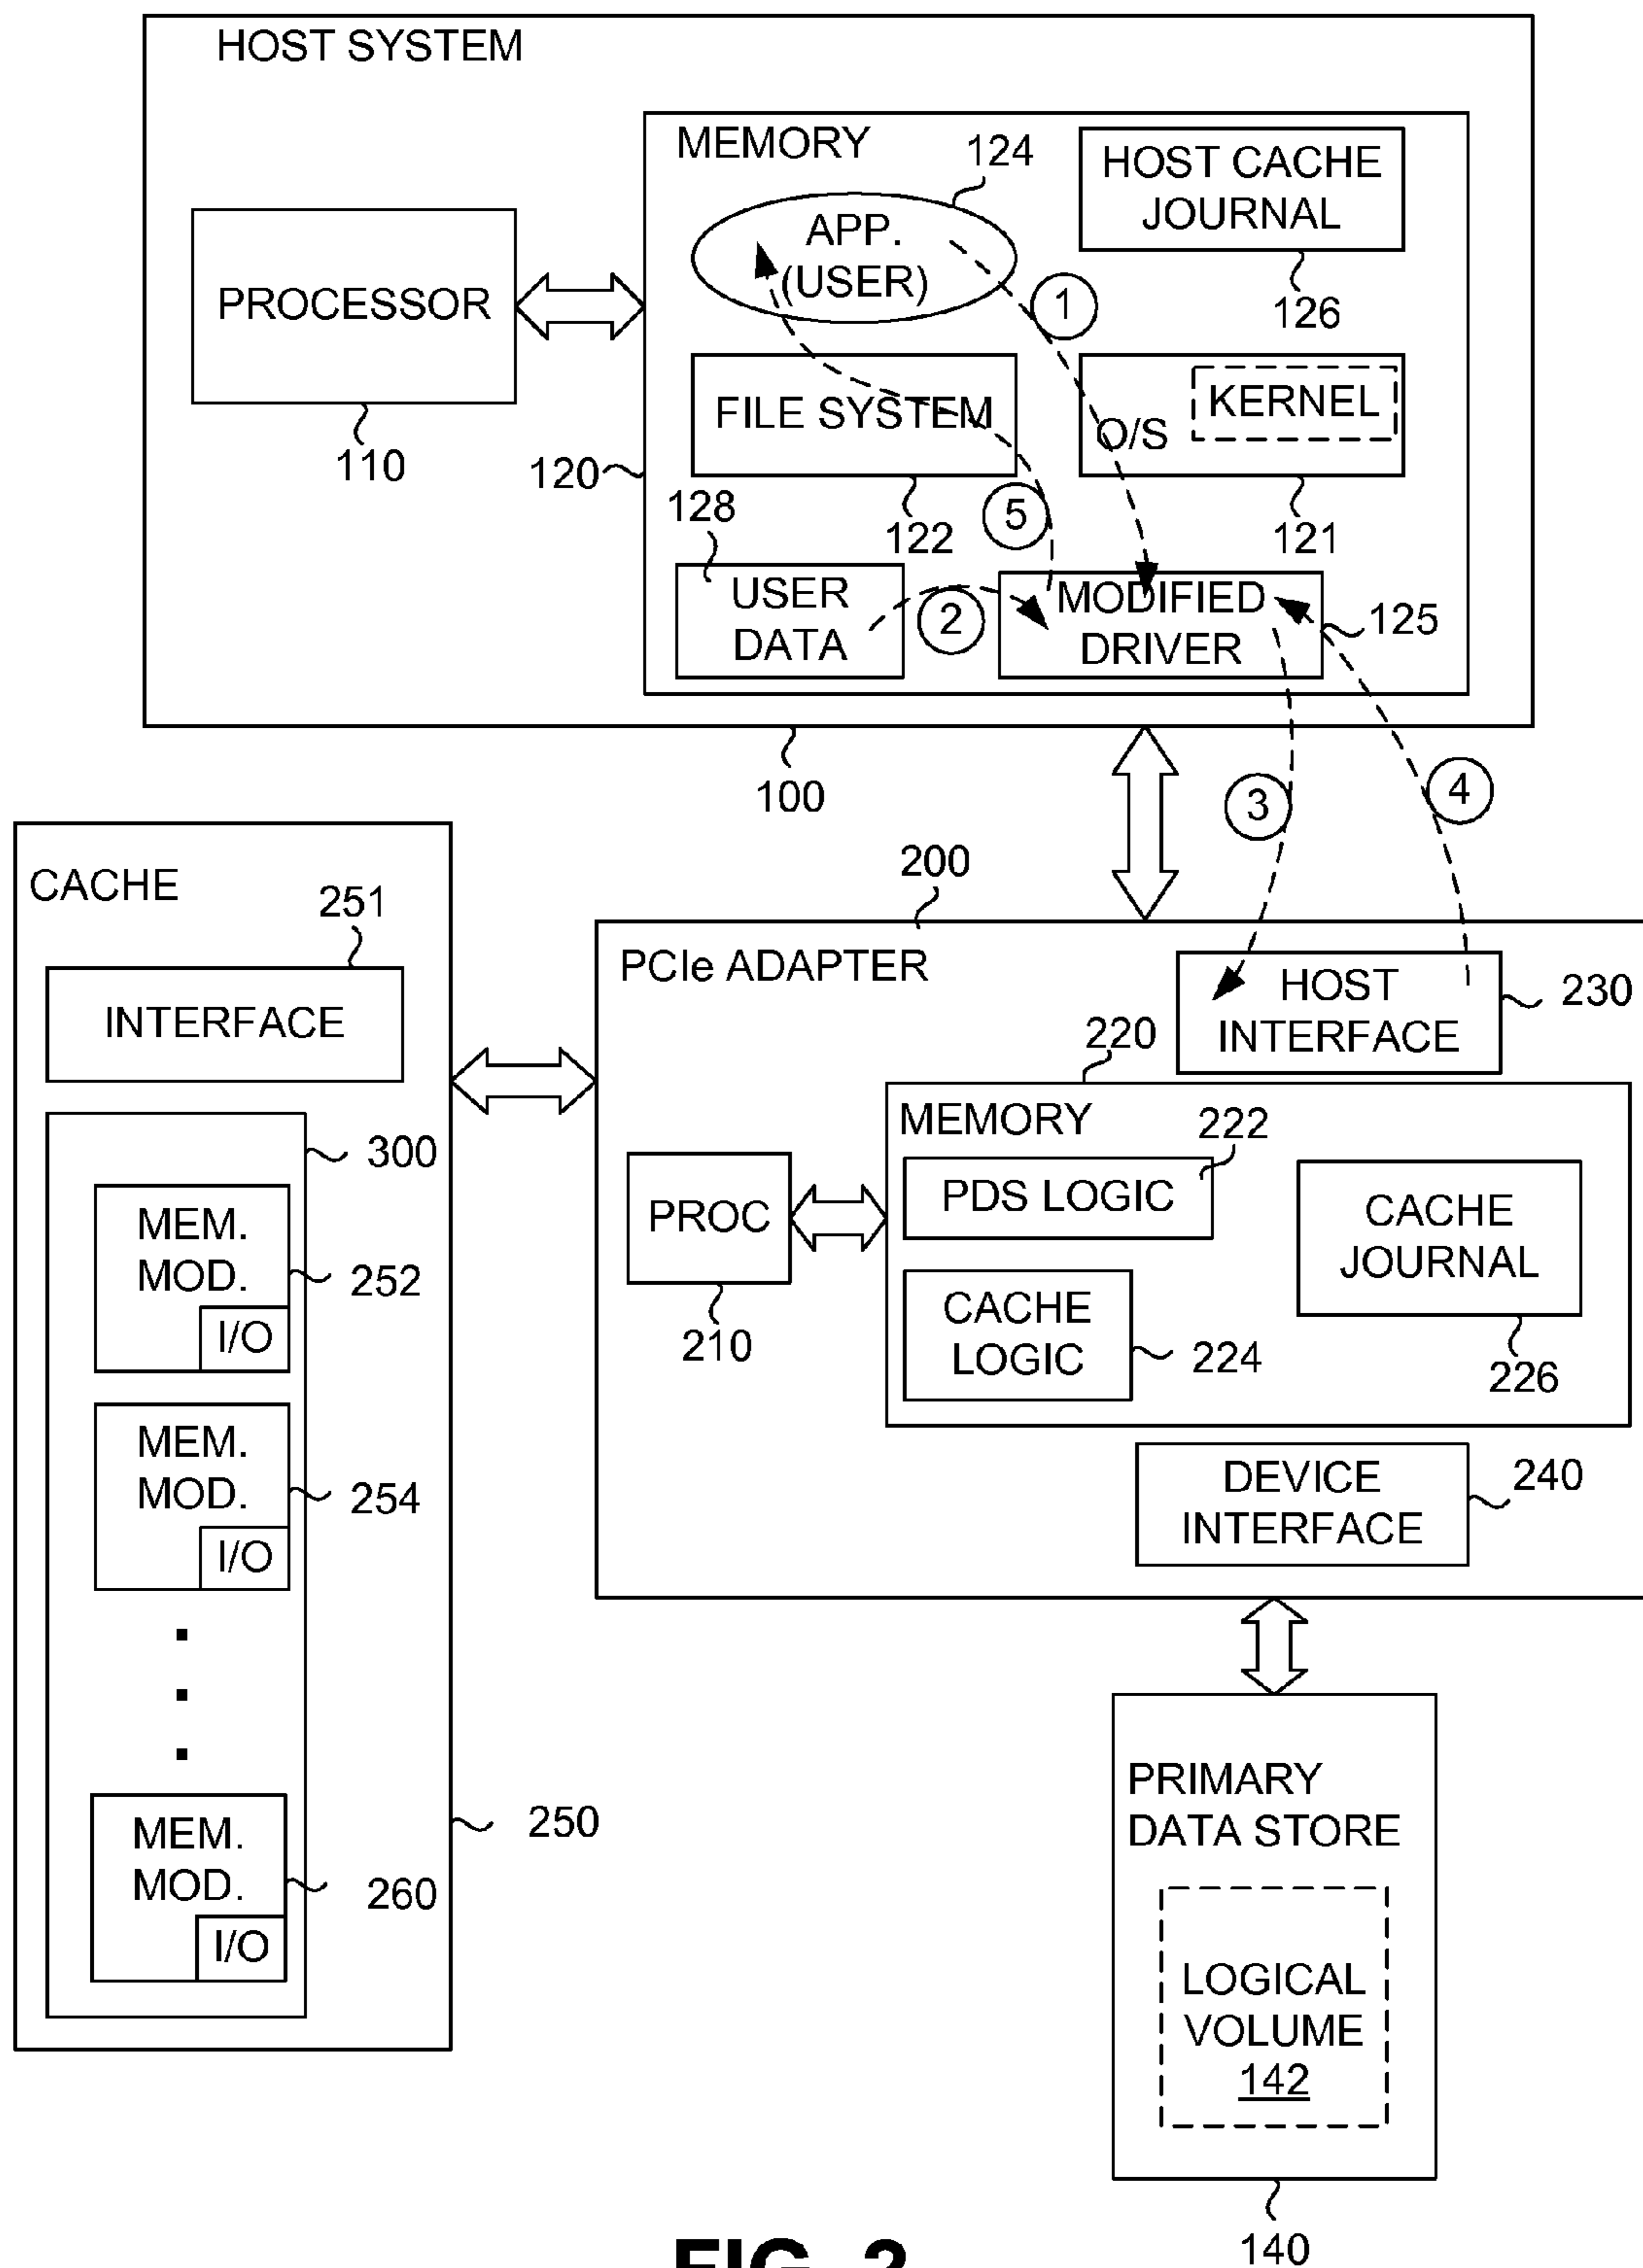 HOST SYSTEM
MEMORY
124
HOST CACHE
JOURNAL
126
APP.
(USER)
PROCESSOR
110
1
FILE SYSTEM
122
KERNEL
O/S
121
120
128
5
USER
DATA
2
MODIFIED
DRIVER
125
100
3
4
CACHE
251
INTERFACE
300
MEM.
MOD.
I/O
252
MEM.
MOD.
I/O
254
MEM.
MOD.
I/O
260
250
200
PCIe ADAPTER
HOST
INTERFACE
230
220
MEMORY
222
PDS LOGIC
PROC
210
CACHE
JOURNAL
226
CACHE
LOGIC
224
DEVICE
INTERFACE
240
PRIMARY
DATA STORE
LOGICAL
VOLUME
142
140
FIG. 2